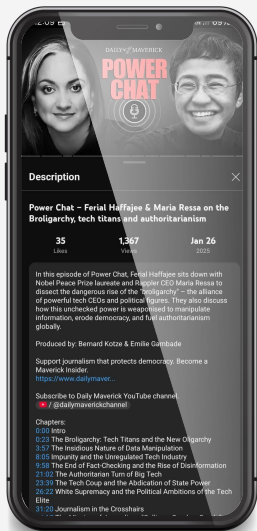 2:09
69%
DAILY MAVERICK
POWER
CHAT
Description
Power Chat – Ferial Haffajee & Maria Ressa on the
Broligarchy, tech titans and authoritarianism
35
1,367
Jan 26
Likes
Views
2025
In this episode of Power Chat, Ferial Haffajee sits down with
Nobel Peace Prize laureate and Rappler CEO Maria Ressa to
dissect the dangerous rise of the "broligarchy" – the alliance
of powerful tech CEOs and political figures. They also discuss
how this unchecked power is weaponised to manipulate
information, erode democracy, and fuel authoritarianism
globally.
Produced by: Bernard Kotze & Emilie Gambade
Support journalism that protects democracy. Become a
Maverick Insider.
https://www.dailymaver...
Subscribe to Daily Maverick YouTube channel:
/ @dailymaverickchannel
Chapters:
0:00 Intro
0:23 The Broligarchy: Tech Titans and the New Oligarchy
3:57 The Insidious Nature of Data Manipulation
8:05 Impunity and the Unregulated Tech Industry
9:58 The End of Fact-Checking and the Rise of Disinformation
21:02 The Authoritarian Turn of Big Tech
23:39 The Tech Coup and the Abdication of State Power
26:22 White Supremacy and the Political Ambitions of the Tech
Elite
31:20 Journalism in the Crosshairs